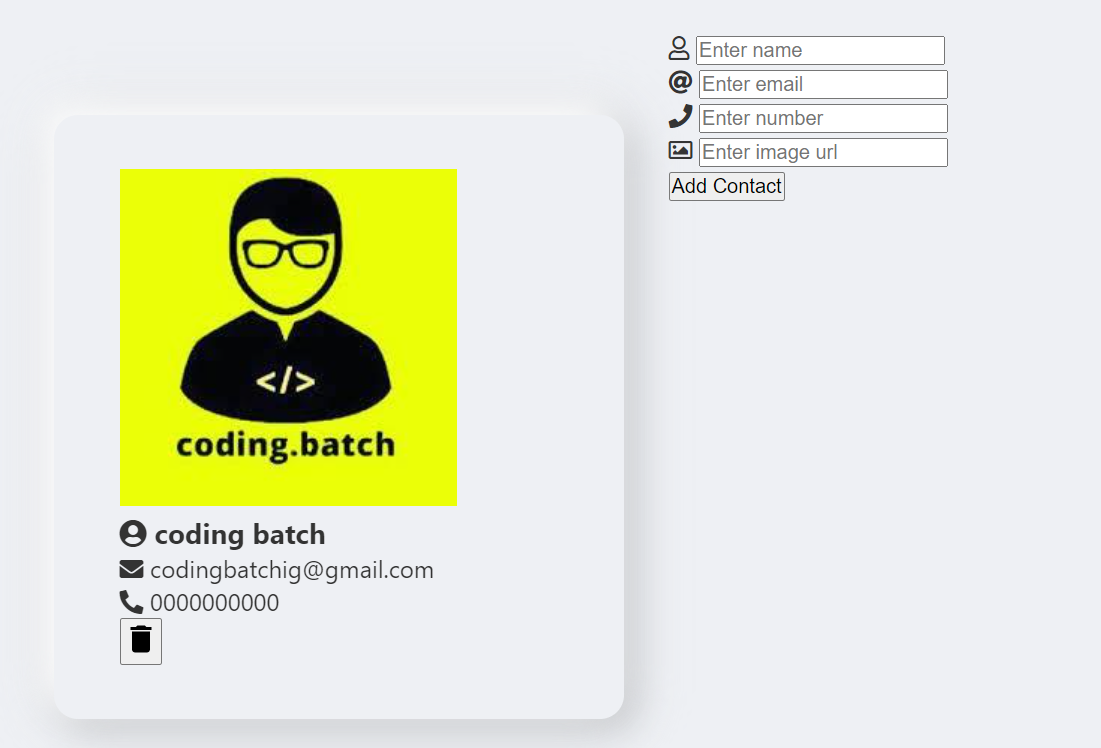 Enter name
Enter email
Enter number
Enter image url
Add Contact
</>
coding.batch
coding batch
codingbatchig@gmail.com
0000000000